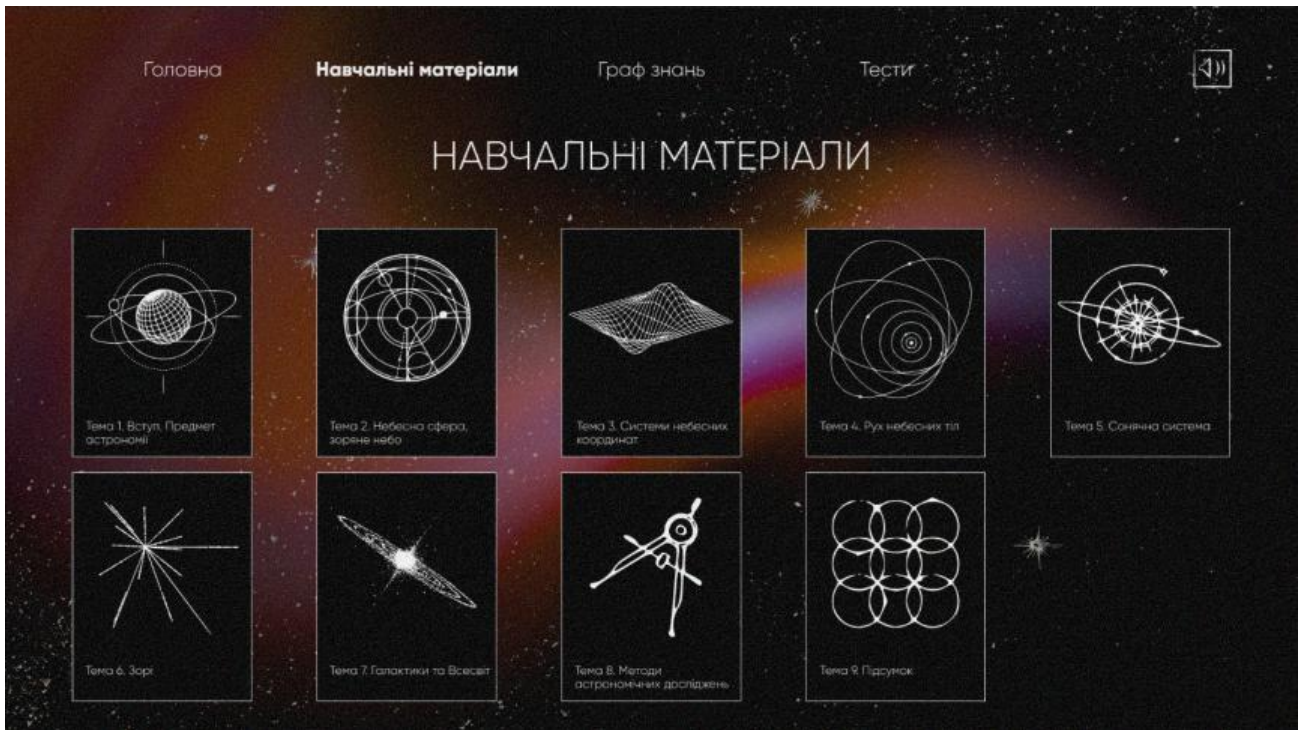 Головна
Навчальні матеріали
Граф знань
Тести
НАВЧАЛЬНІ МАТЕРІАЛИ
Тема 1. Вступ. Предмет
астрономії
Тема 2. Небесна сфера,
зоряне небо
Тема 3. Системи небесних
координат
Тема 4. Рух небесних тіл
Тема 5. Сонячна система
Тема 6. Зорі
Тема 7. Галактики та Всесвіт
Тема 8. Методи
астрономічних досліджень
Тема 9. Підсумок